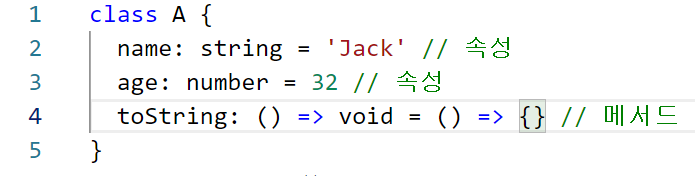 1 class A {
2 name: string = 'Jack' // 속성
3 age: number = 32 // 속성
4 toString: () => void = () => {} // 메서드
5 }